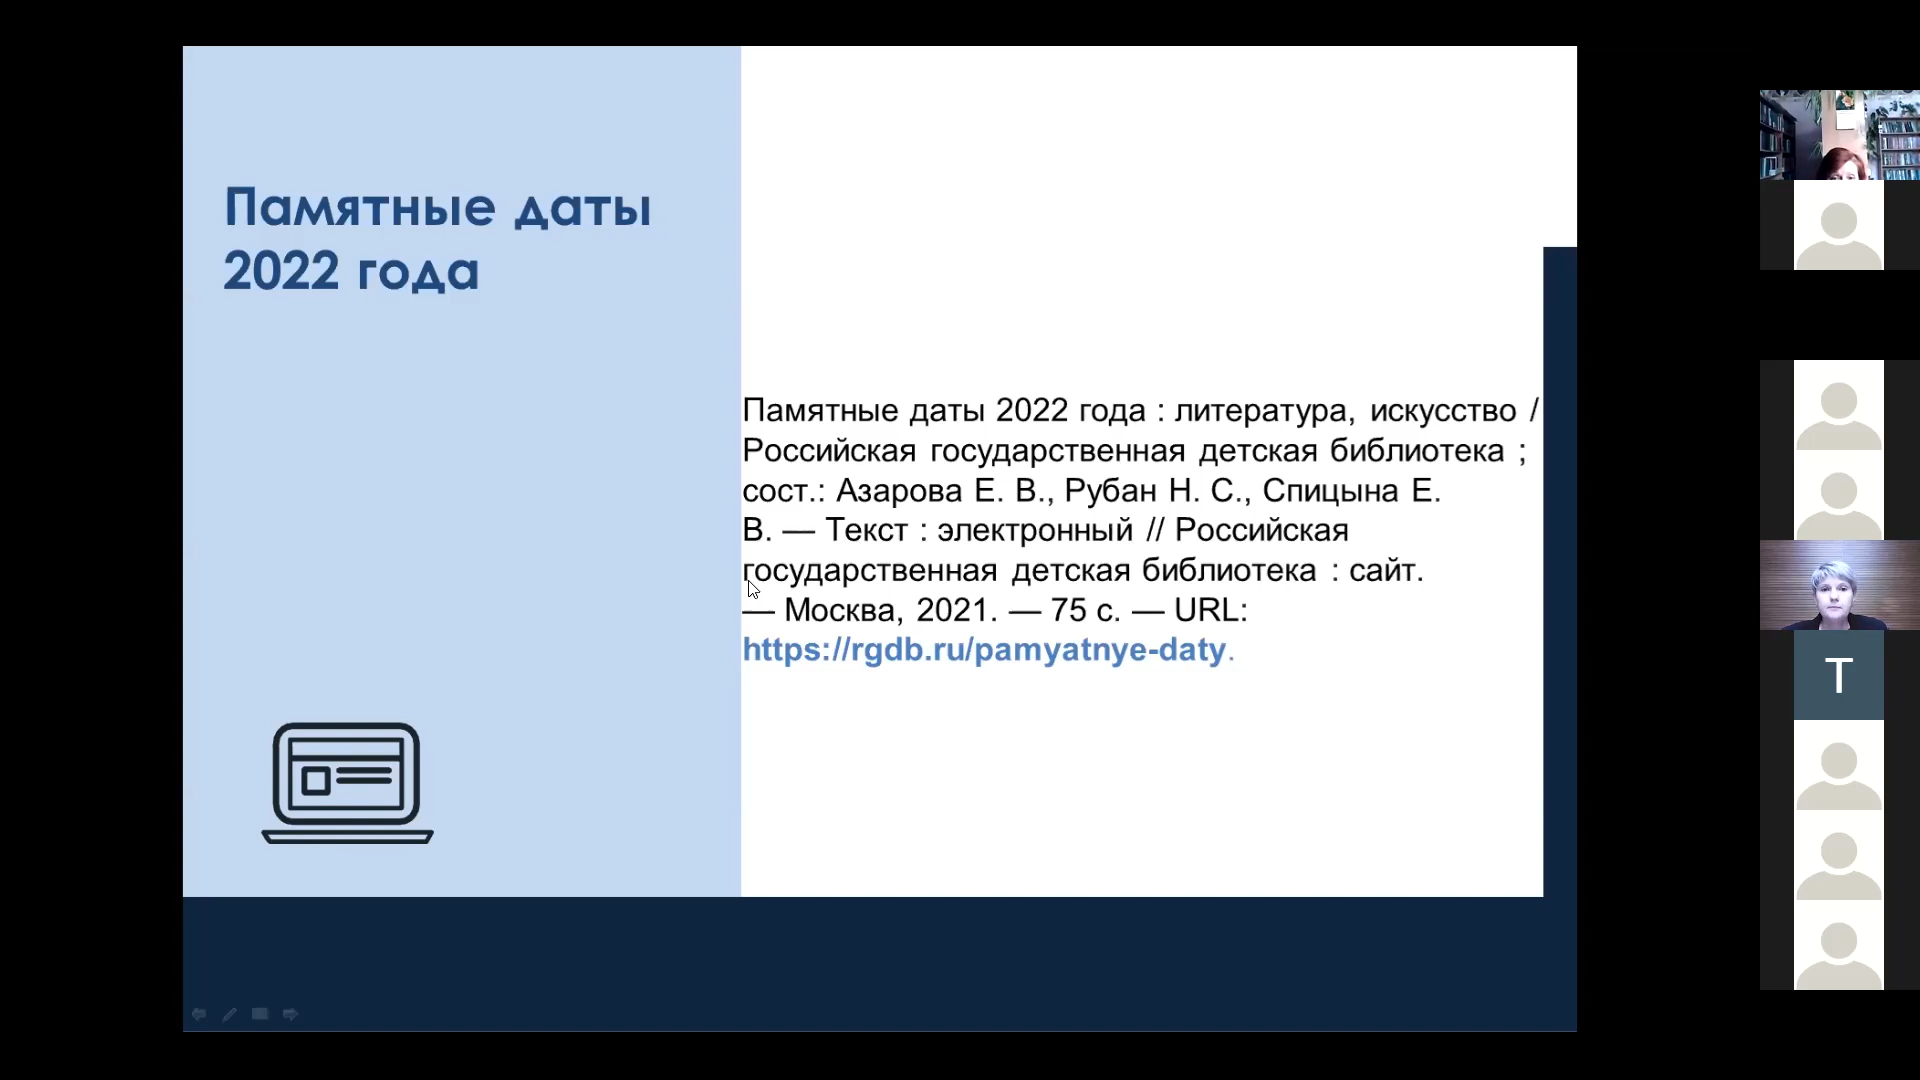 Памятные даты
2022 года
Памятные даты 2022 года : литература, искусство /
Российская государственная детская библиотека ;
сост.: Азарова Е. В., Рубан Н. С., Спицына Е.
В. — Текст : электронный // Российская
государственная детская библиотека : сайт.
— Москва, 2021. — 75 с. — URL:
https://rgdb.ru/pamyatnye-daty.
T